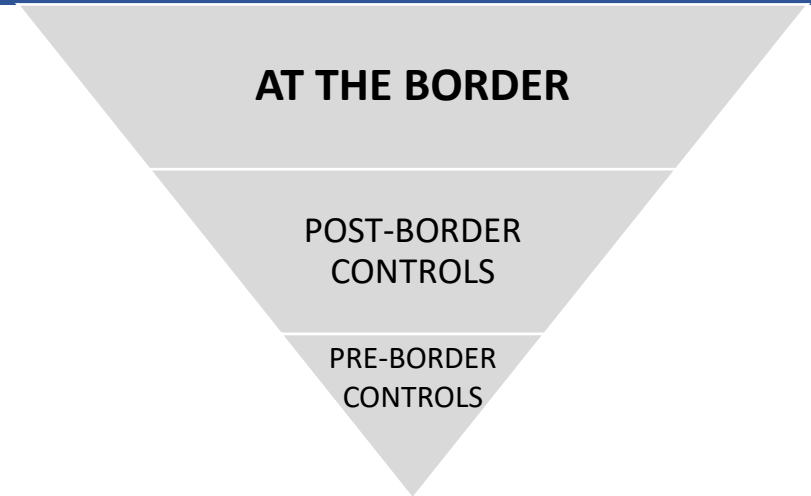 AT THE BORDER
POST-BORDER
CONTROLS
PRE-BORDER
CONTROLS